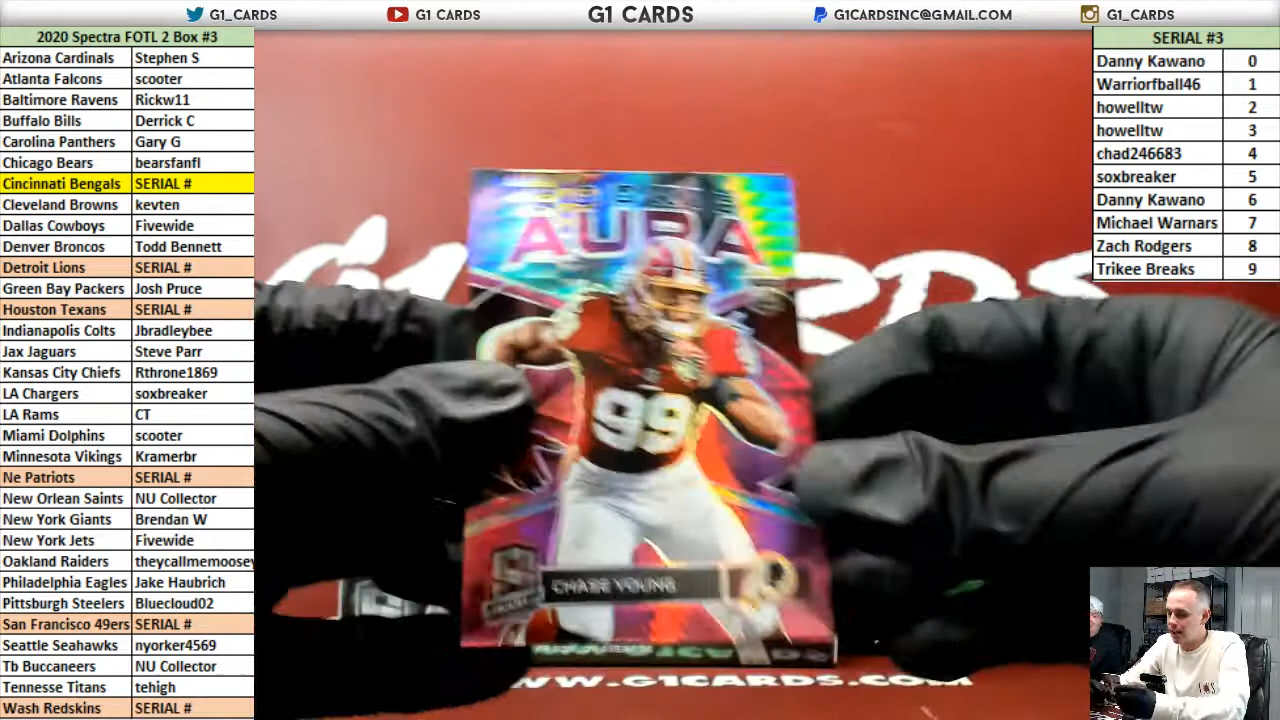 G1_CARDS
G1 CARDS
G1 CARDS
G1CARDSINC@GMAIL.COM
G1_CARDS
2020 Spectra FOTL 2 Box #3
Arizona Cardinals Stephen S
Atlanta Falcons scooter
Baltimore Ravens Rickw11
Buffalo Bills Derrick C
Carolina Panthers Gary G
Chicago Bears bearsfanfl
Cincinnati Bengals SERIAL #
Cleveland Browns kevten
Dallas Cowboys Fivewide
Denver Broncos Todd Bennett
Detroit Lions SERIAL #
Green Bay Packers Josh Pruce
Houston Texans SERIAL #
Indianapolis Colts Jbradleybee
Jax Jaguars Steve Parr
Kansas City Chiefs Rthrone1869
LA Chargers soxbreaker
LA Rams CT
Miami Dolphins scooter
Minnesota Vikings Kramerbr
Ne Patriots SERIAL #
New Orlean Saints NU Collector
New York Giants Brendan W
New York Jets Fivewide
Oakland Raiders theycallmemoosey
Philadelphia Eagles Jake Haubrich
Pittsburgh Steelers Bluecloud02
San Francisco 49ers SERIAL #
Seattle Seahawks nyorker4569
Tb Buccaneers NU Collector
Tennesse Titans tehigh
Wash Redskins SERIAL #
AURA
99
CHASE YOUNG
G1CARDS
WWW.G1CARDS.COM
SERIAL #3
Danny Kawano 0
Warriorfball46 1
howelltw 2
howelltw 3
chad246683 4
soxbreaker 5
Danny Kawano 6
Michael Warnars 7
Zach Rodgers 8
Trikee Breaks 9